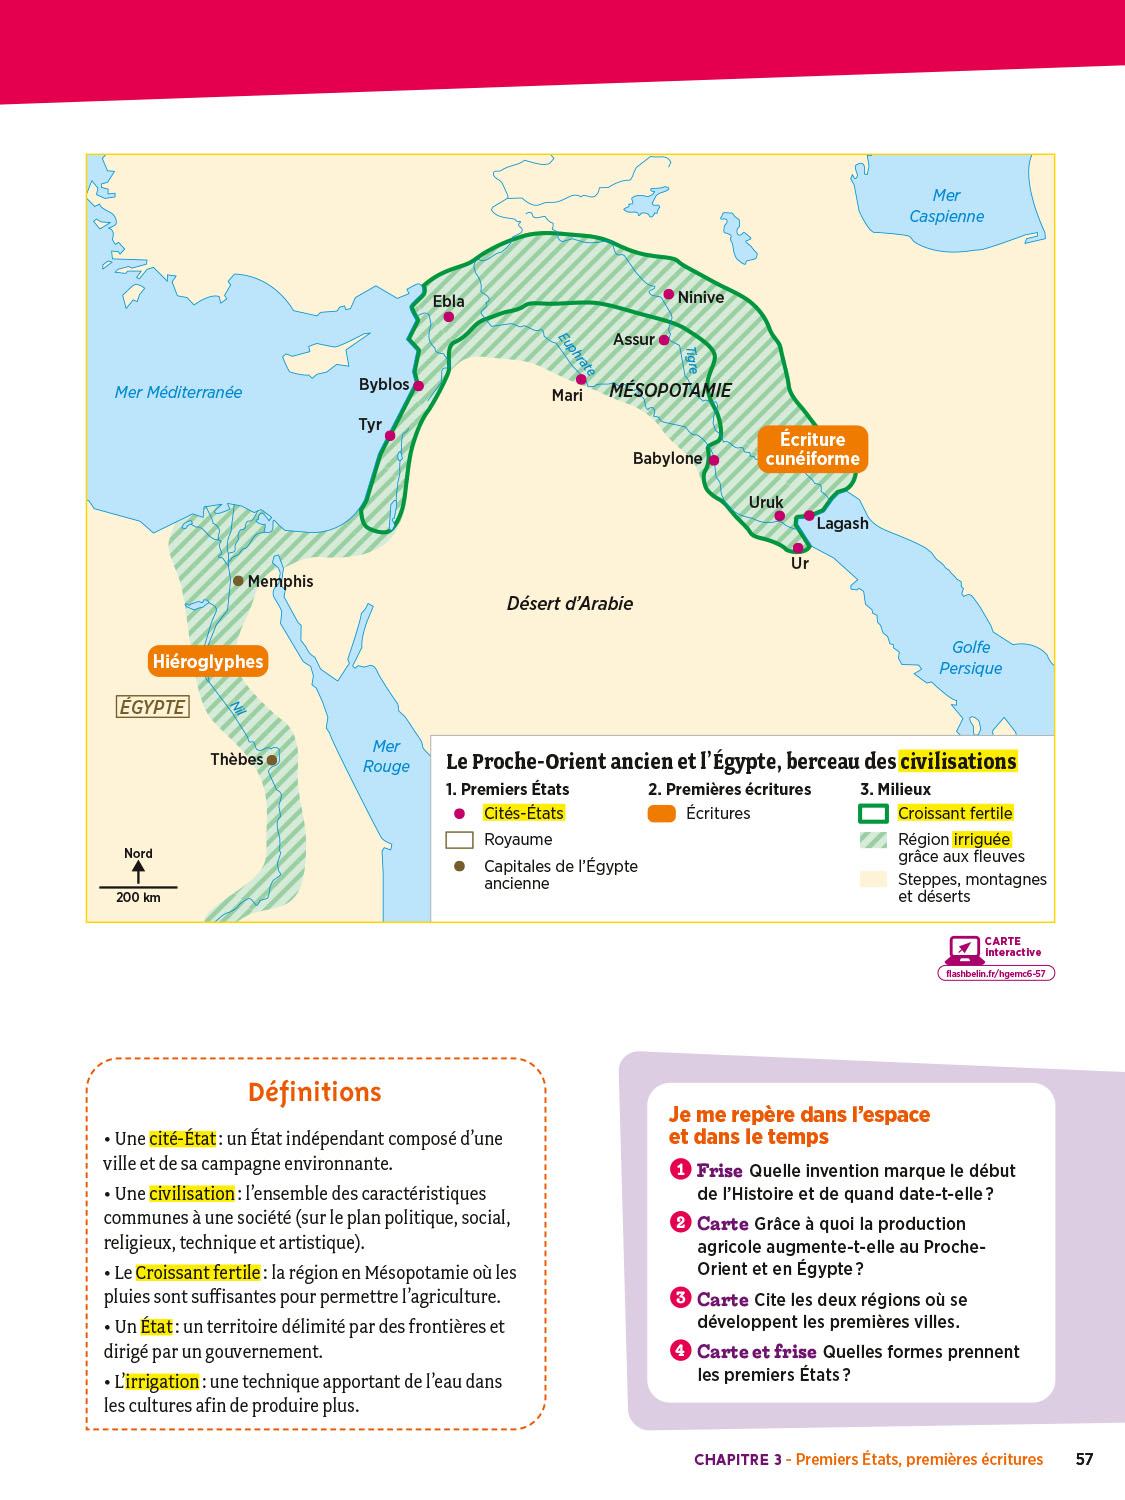 Mer
Caspienne
Ebla
Ninive
Assur
Euphrate
Tigre
Mer Méditerranée
Byblos
Mari
MÉSOPOTAMIE
Tyr
Écriture
cunéiforme
Babylone
Uruk
Lagash
Ur
Memphis
Désert d'Arabie
Hiéroglyphes
Golfe
Persique
ÉGYPTE
Nil
Thèbes
Mer
Rouge
Nord
200 km
Le Proche-Orient ancien et l'Égypte, berceau des civilisations
1. Premiers États
Cités-États
Royaume
Capitales de l'Égypte
ancienne
2. Premières écritures
Écritures
3. Milieux
Croissant fertile
Région irriguée
grâce aux fleuves
Steppes, montagnes
et déserts
CARTE
interactive
flashbelin.fr/hgemc6-57
Définitions
• Une cité-État : un État indépendant composé d'une
ville et de sa campagne environnante.
• Une civilisation : l'ensemble des caractéristiques
communes à une société (sur le plan politique, social,
religieux, technique et artistique).
• Le Croissant fertile : la région en Mésopotamie où les
pluies sont suffisantes pour permettre l'agriculture.
• Un État : un territoire délimité par des frontières et
dirigé par un gouvernement.
• L'irrigation : une technique apportant de l'eau dans
les cultures afin de produire plus.
Je me repère dans l'espace
et dans le temps
1 Frise Quelle invention marque le début
de l'Histoire et de quand date-t-elle ?
2 Carte Grâce à quoi la production
agricole augmente-t-elle au Proche-
Orient et en Égypte ?
3 Carte Cite les deux régions où se
développent les premières villes.
4 Carte et frise Quelles formes prennent
les premiers États ?
CHAPITRE 3 - Premiers États, premières écritures 57